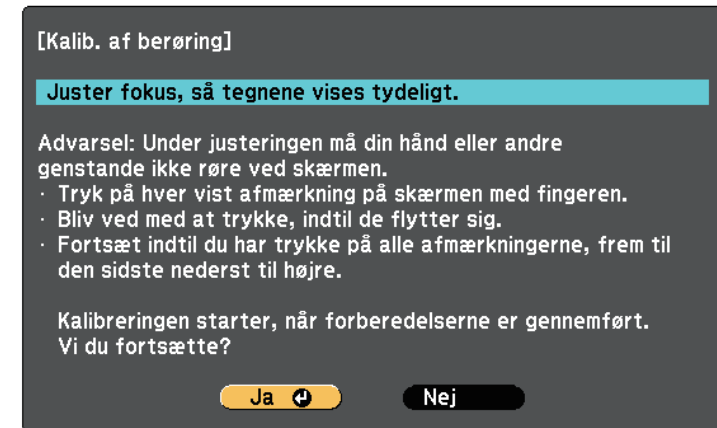 [Kalib. af berøring]
Juster fokus, så tegnene vises tydeligt.
Advarsel: Under justeringen må din hånd eller andre
genstande ikke røre ved skærmen.
· Tryk på hver vist afmærkning på skærmen med fingeren.
· Bliv ved med at trykke, indtil de flytter sig.
· Fortsæt indtil du har trykke på alle afmærkningerne, frem til
den sidste nederst til højre.
Kalibreringen starter, når forberedelserne er gennemført.
Vi du fortsætte?
Ja Nej